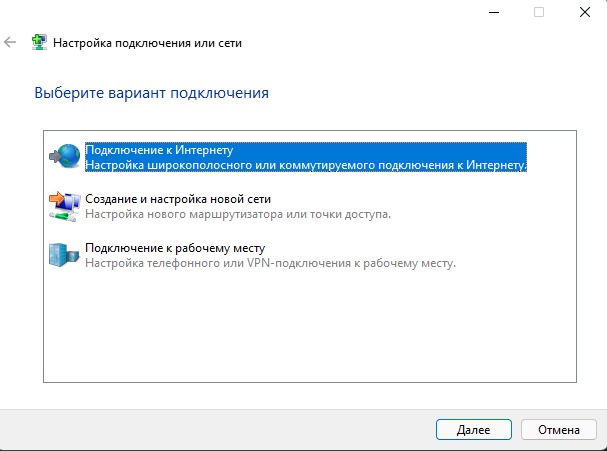 Настройка подключения или сети
Выберите вариант подключения
Подключение к Интернету
Настройка широкополосного или коммутируемого подключения к Интернету.
Создание и настройка новой сети
Настройка нового маршрутизатора или точки доступа.
Подключение к рабочему месту
Настройка телефонного или VPN-подключения к рабочему месту.
Далее
Отмена